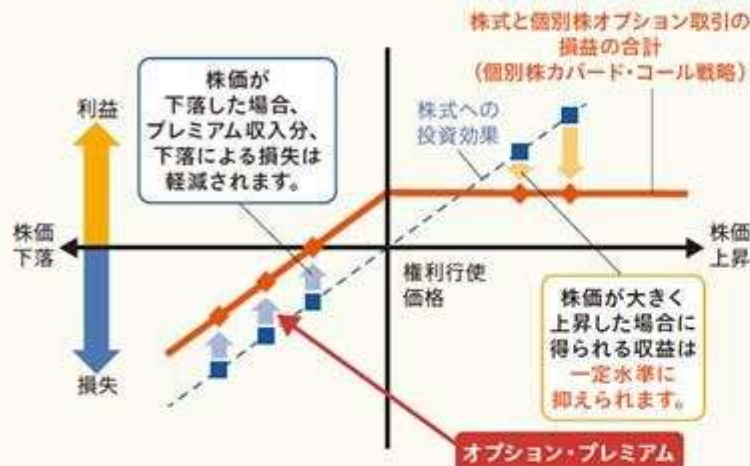 株式と個別株オプション取引の
損益の合計
（個別株カバード・コール戦略）
株価が
下落した場合、
プレミアム収入分、
下落による損失は
軽減されます。
利益
株式への
投資効果
株価
下落
株価
上昇
権利行使
価格
株価が大きく
上昇した場合に
得られる収益は
一定水準に
抑えられます。
損失
オプション・プレミアム